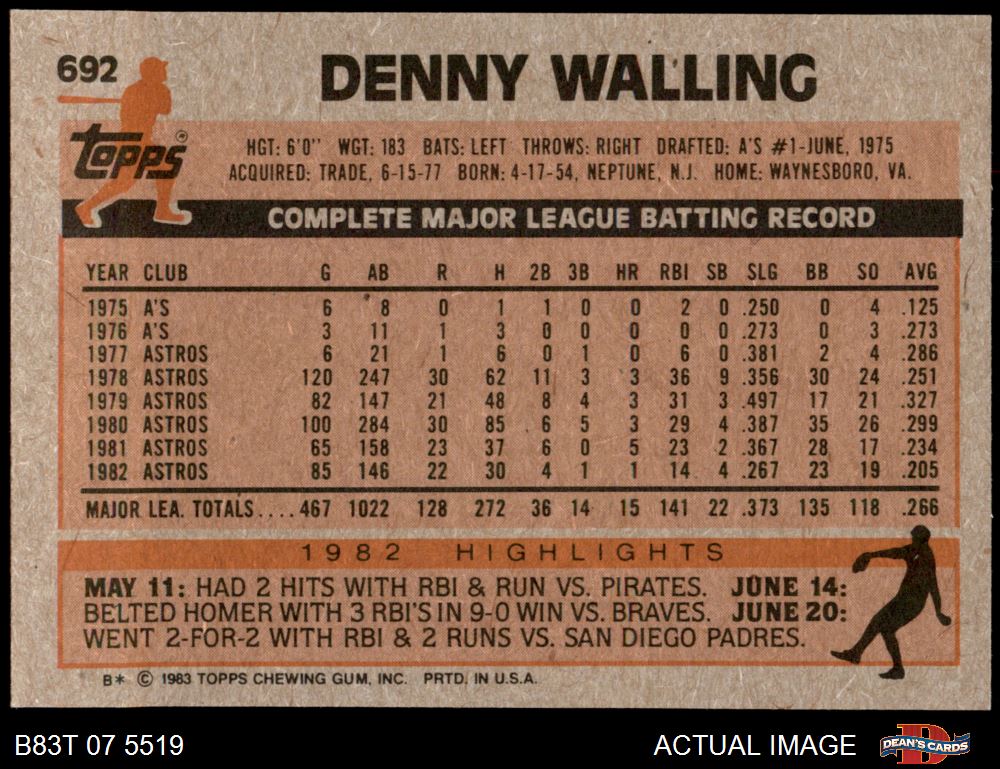 692
DENNY WALLING
Topps®
HGT: 6'0" WGT: 183 BATS: LEFT THROWS: RIGHT DRAFTED: A'S #1-JUNE, 1975
ACQUIRED: TRADE, 6-15-77 BORN: 4-17-54, NEPTUNE, N.J. HOME: WAYNESBORO, VA.
COMPLETE MAJOR LEAGUE BATTING RECORD
YEAR CLUB G AB R H 2B 3B HR RBI SB SLG BB SO AVG
1975 A'S 6 8 0 1 1 0 0 2 0 .250 0 4 .125
1976 A'S 3 11 1 3 0 0 0 0 0 .273 0 3 .273
1977 ASTROS 6 21 1 6 0 1 0 6 0 .381 2 4 .286
1978 ASTROS 120 247 30 62 11 3 3 36 9 .356 30 24 .251
1979 ASTROS 82 147 21 48 8 4 3 31 3 .497 17 21 .327
1980 ASTROS 100 284 30 85 6 5 3 29 4 .387 35 26 .299
1981 ASTROS 65 158 23 37 6 0 5 23 2 .367 28 17 .234
1982 ASTROS 85 146 22 30 4 1 1 14 4 .267 23 19 .205
MAJOR LEA. TOTALS....467 1022 128 272 36 14 15 141 22 .373 135 118 .266
1982 HIGHLIGHTS
MAY 11: HAD 2 HITS WITH RBI & RUN VS. PIRATES. JUNE 14:
BELTED HOMER WITH 3 RBI'S IN 9-0 WIN VS. BRAVES. JUNE 20:
WENT 2-FOR-2 WITH RBI & 2 RUNS VS. SAN DIEGO PADRES.
B* © 1983 TOPPS CHEWING GUM, INC. PRTD. IN U.S.A.
B83T 07 5519
ACTUAL IMAGE
D
DEAN'S CARDS